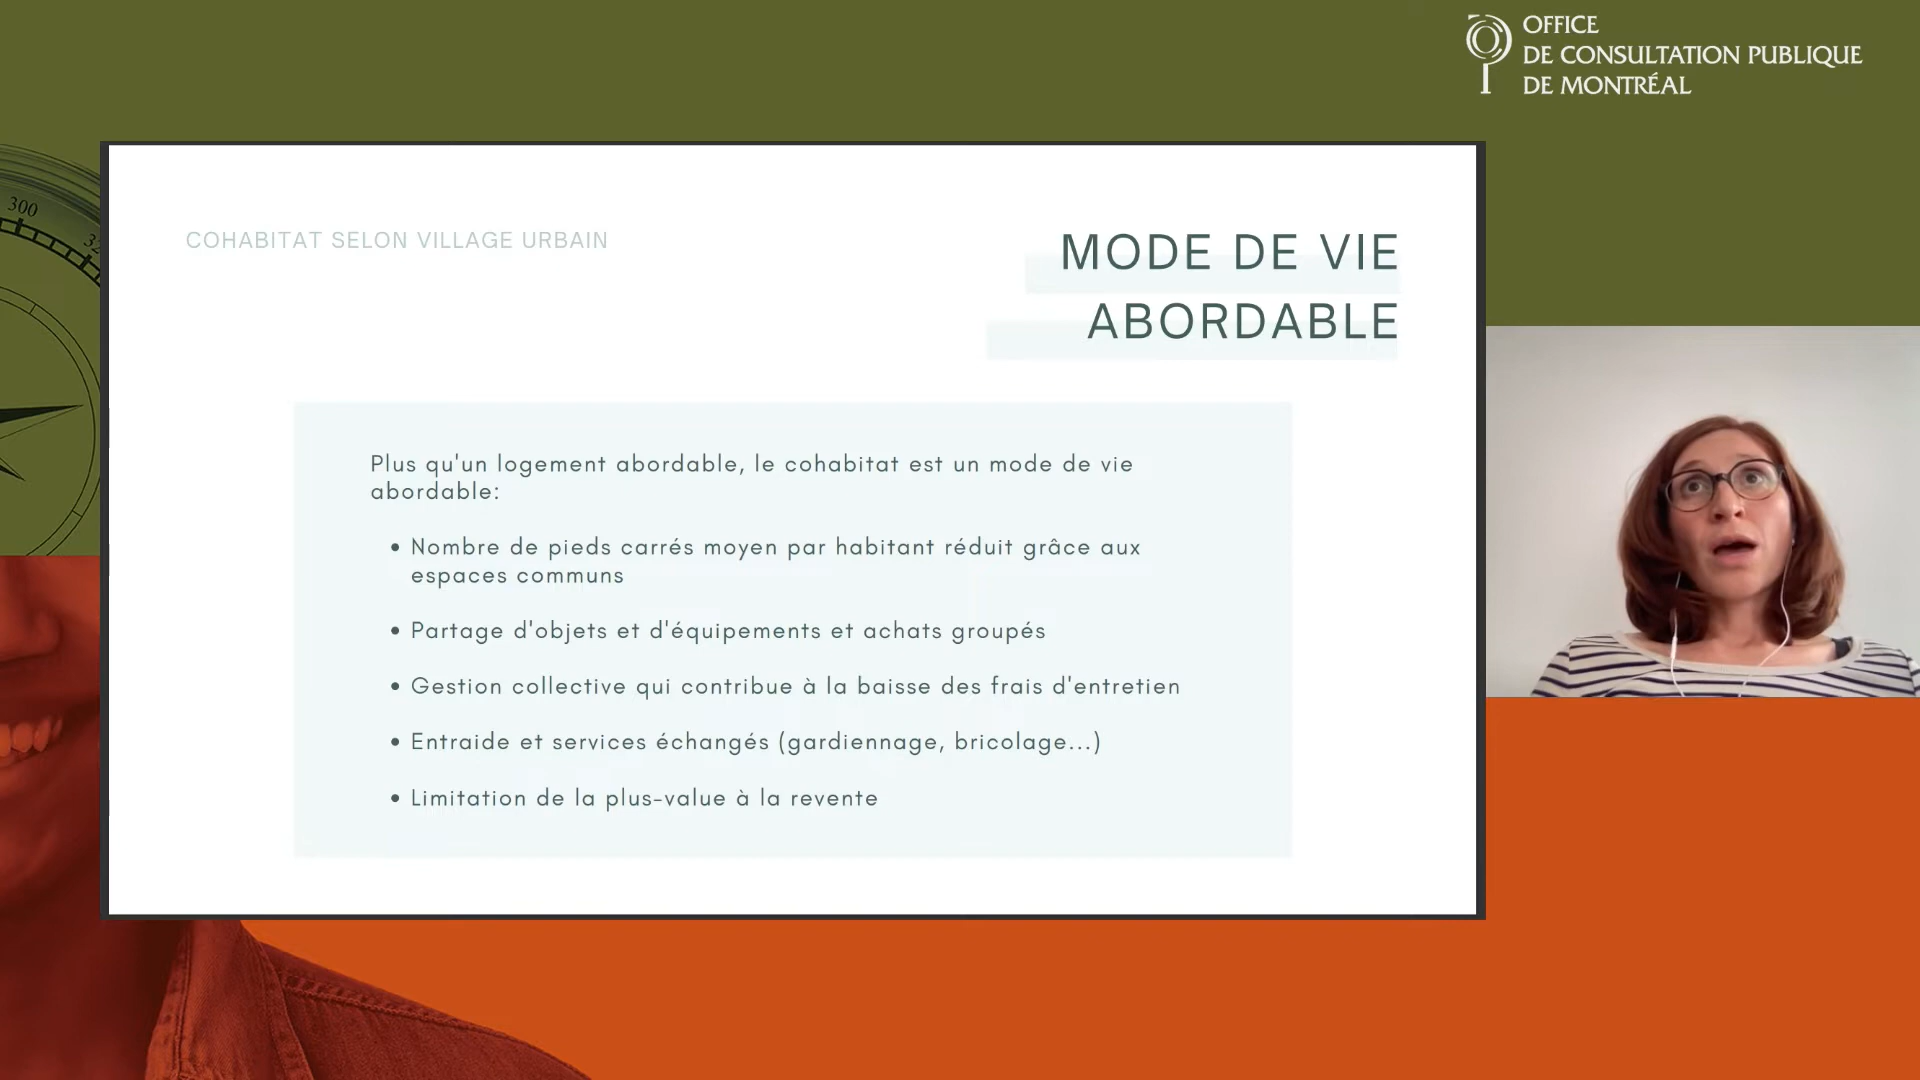 OFFICE
DE CONSULTATION PUBLIQUE
DE MONTRÉAL
300
COHABITAT SELON VILLAGE URBAIN
MODE DE VIE
ABORDABLE
Plus qu'un logement abordable, le cohabitat est un mode de vie
abordable:
• Nombre de pieds carrés moyen par habitant réduit grâce aux
espaces communs
• Partage d'objets et d'équipements et achats groupés
• Gestion collective qui contribue à la baisse des frais d'entretien
• Entraide et services échangés (gardiennage, bricolage...)
• Limitation de la plus-value à la revente